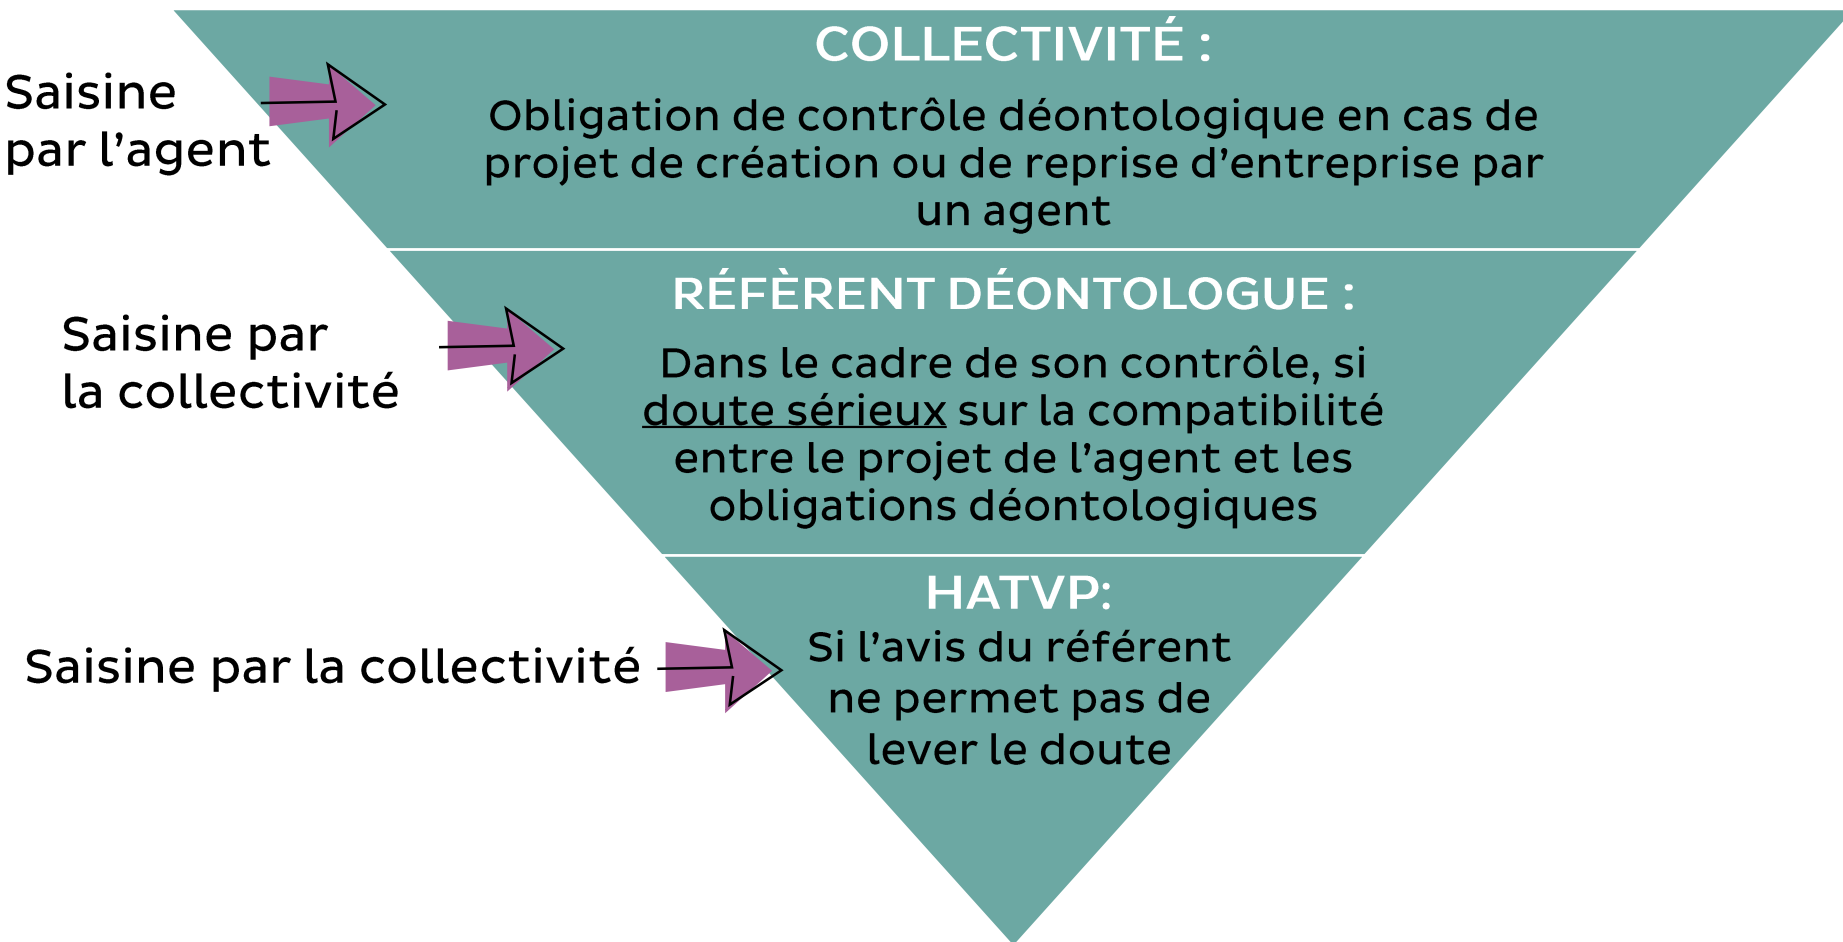 COLLECTIVITÉ :
Saisine
par l’agent
Obligation de contrôle déontologique en cas de
projet de création ou de reprise d’entreprise par
un agent
RÉFÈRENT DÉONTOLOGUE :
Saisine par
la collectivité
Dans le cadre de son contrôle, si
doute sérieux sur la compatibilité
entre le projet de l’agent et les
obligations déontologiques
HATVP:
Saisine par la collectivité
Si l’avis du référent
ne permet pas de
lever le doute